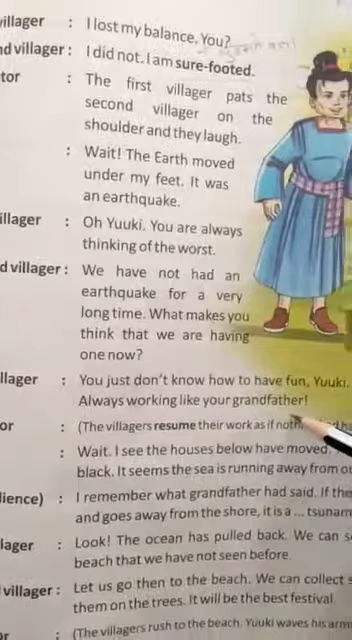 villager : I lost my balance. You?
nd villager : I did not. I am sure-footed.
tor : The first villager pats the
second villager on the
shoulder and they laugh.
: Wait! The Earth moved
under my feet. It was
an earthquake.
illager : Oh Yuuki. You are always
thinking of the worst.
d villager : We have not had an
earthquake for a very
long time. What makes you
think that we are having
one now?
llager : You just don't know how to have fun, Yuuki.
Always working like your grandfather!
or : (The villagers resume their work as if noth
: Wait. I see the houses below have moved.
black. It seems the sea is running away from
lience) : I remember what grandfather had said. If the
and goes away from the shore, it is a ... tsunam
lager : Look! The ocean has pulled back. We can
beach that we have not seen before.
villager : Let us go then to the beach. We can collect
them on the trees. It will be the best festival
or : (The villagers rush to the beach. Yuuki waves his arm